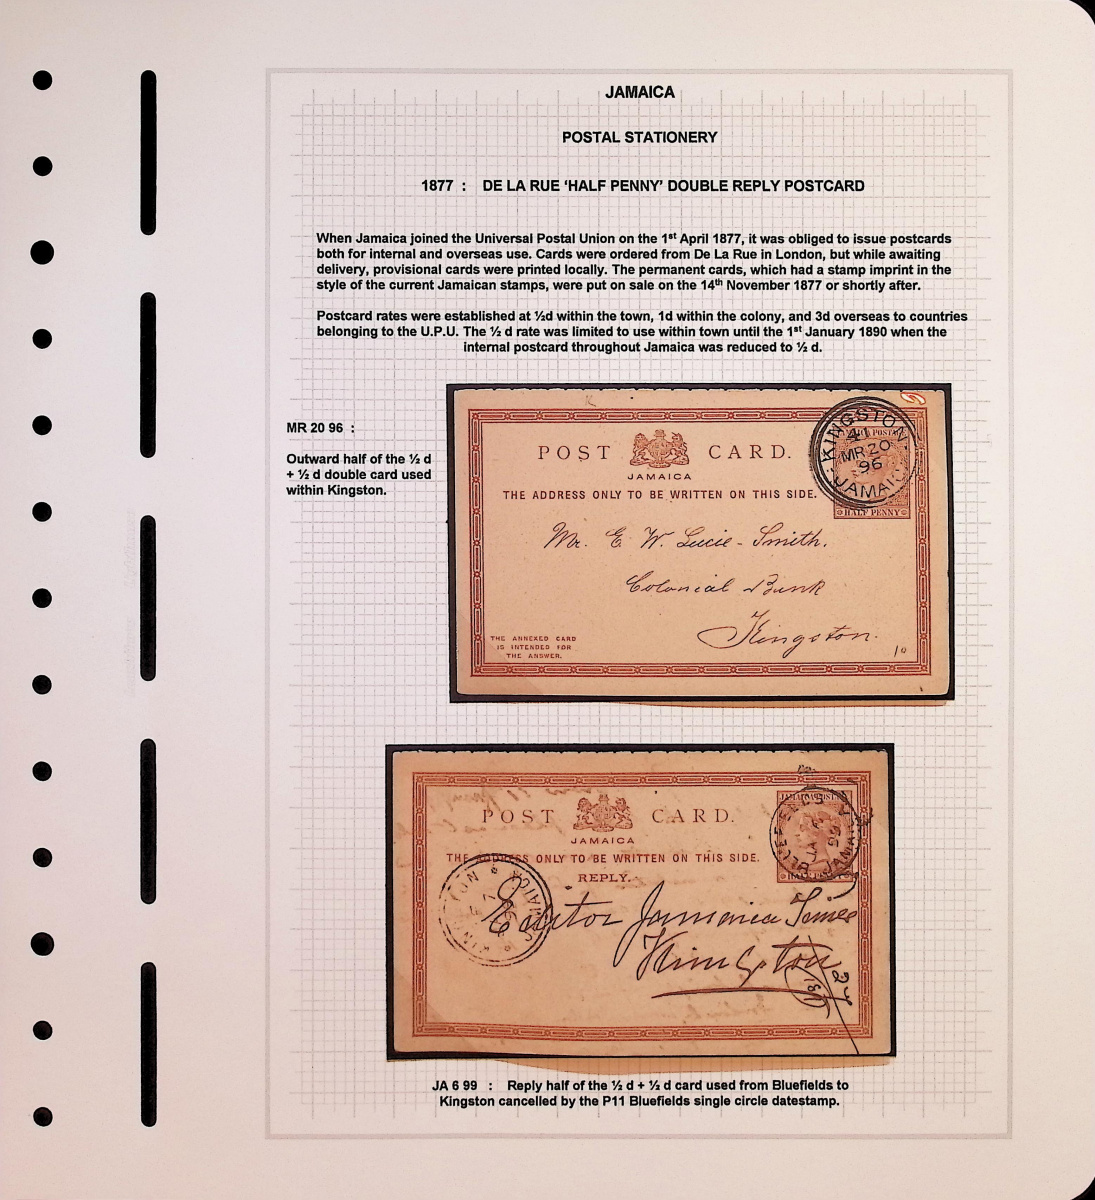 JAMAICA
POSTAL STATIONERY
1877 : DE LA RUE ‘HALF PENNY’ DOUBLE REPLY POSTCARD
When Jamaica joined the Universal Postal Union on the 1st April 1877, it was obliged to issue postcards
both for internal and overseas use. Cards were ordered from De La Rue in London, but while awaiting
delivery, provisional cards were printed locally. The permanent cards, which had a stamp imprint in the
style of the current Jamaican stamps, were put on sale on the 14th November 1877 or shortly after.
Postcard rates were established at ½d within the town, 1d within the colony, and 3d overseas to countries
belonging to the U.P.U. The ½ d rate was limited to use within town until the 1st January 1890 when the
internal postcard throughout Jamaica was reduced to ½ d.
MR 20 96 :
Outward half of the ½ d
+ ½ d double card used
within Kingston.
POST CARD.
JAMAICA
THE ADDRESS ONLY TO BE WRITTEN ON THIS SIDE.
KINGSTON
41
MR 20
96
JAMAICA
HALF PENNY
Mr. E. W. Lucie-Smith.
Colonial Bank
Kingston.
THE ANNEXED CARD
IS INTENDED FOR
THE ANSWER.
10
POST CARD.
JAMAICA
THE ADDRESS ONLY TO BE WRITTEN ON THIS SIDE.
REPLY.
BLUEFIELDS
JA
99
JAMAICA
HALF PENNY
Editor Jamaica Times
Kingston
JA 6 99 : Reply half of the ½ d + ½ d card used from Bluefields to
Kingston cancelled by the P11 Bluefields single circle datestamp.